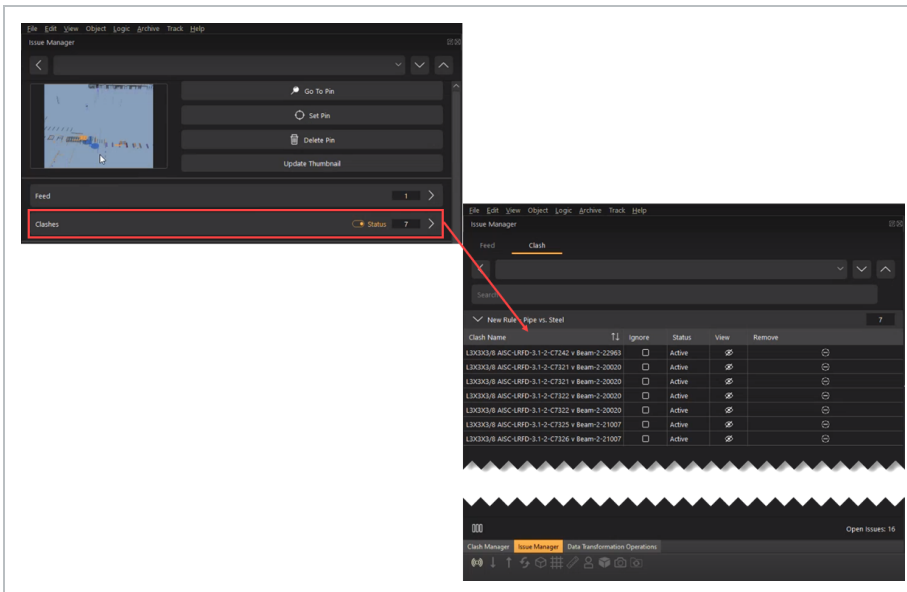 File Edit View Object Logic Archive Track Help
Issue Manager
Go To Pin
Set Pin
Delete Pin
Update Thumbnail
Feed 1
Clashes Status 7
File Edit View Object Logic Archive Track Help
Issue Manager
Feed Clash
Search
New Rule - Pipe vs. Steel 7
Clash Name Ignore Status View Remove
L3X3X3/8 AISC-LRFD-3.1-2-C7242 v Beam-2-22963 Active
L3X3X3/8 AISC-LRFD-3.1-2-C7321 v Beam-2-20020 Active
L3X3X3/8 AISC-LRFD-3.1-2-C7321 v Beam-2-20020 Active
L3X3X3/8 AISC-LRFD-3.1-2-C7322 v Beam-2-20020 Active
L3X3X3/8 AISC-LRFD-3.1-2-C7322 v Beam-2-20020 Active
L3X3X3/8 AISC-LRFD-3.1-2-C7325 v Beam-2-21007 Active
L3X3X3/8 AISC-LRFD-3.1-2-C7326 v Beam-2-21007 Active
Open Issues: 16
Clash Manager Issue Manager Data Transformation Operations